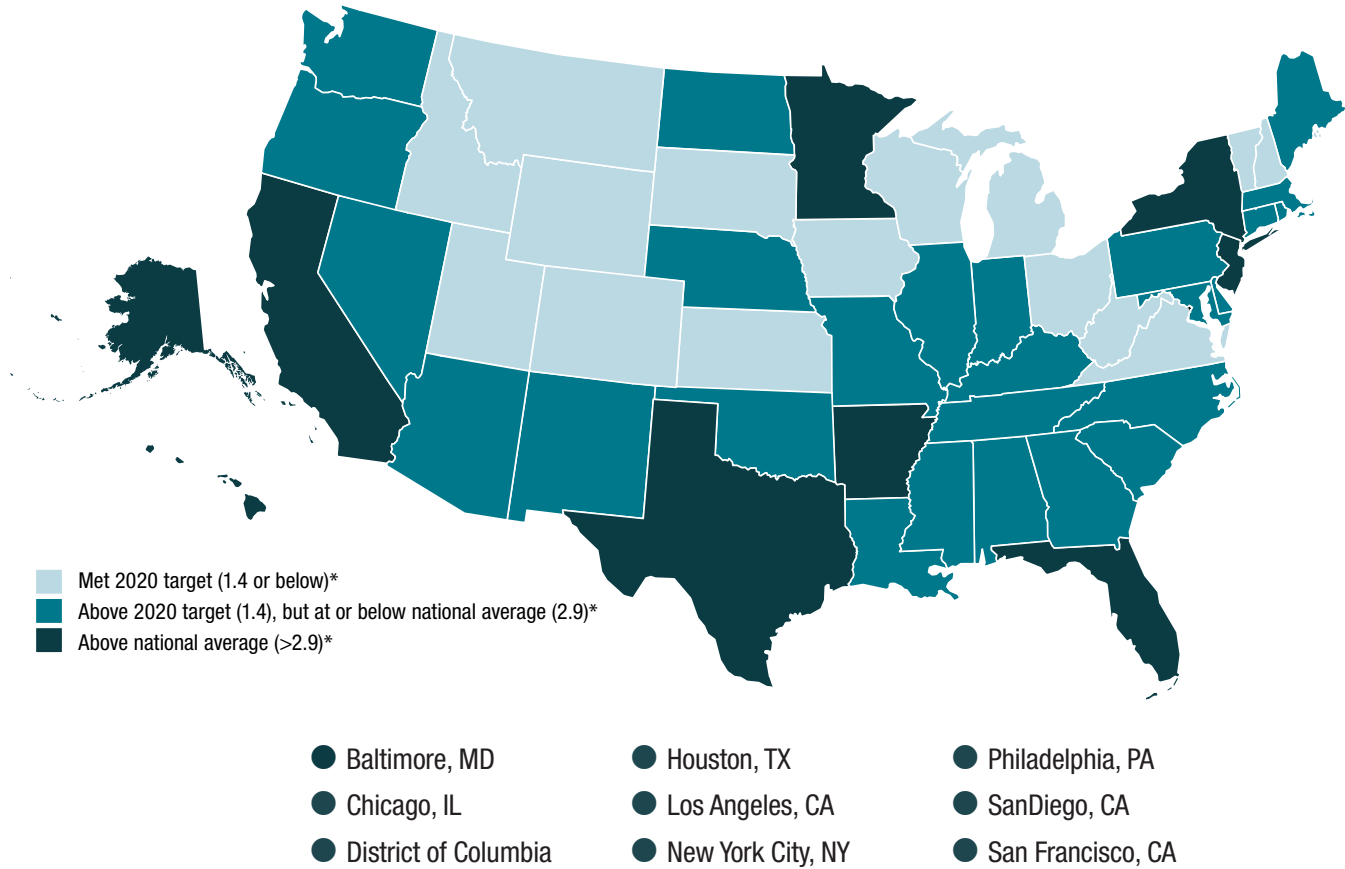 Met 2020 target (1.4 or below)*
Above 2020 target (1.4), but at or below national average (2.9)*
Above national average (>2.9)*
Baltimore, MD
Chicago, IL
District of Columbia
Houston, TX
Los Angeles, CA
New York City, NY
Philadelphia, PA
SanDiego, CA
San Francisco, CA